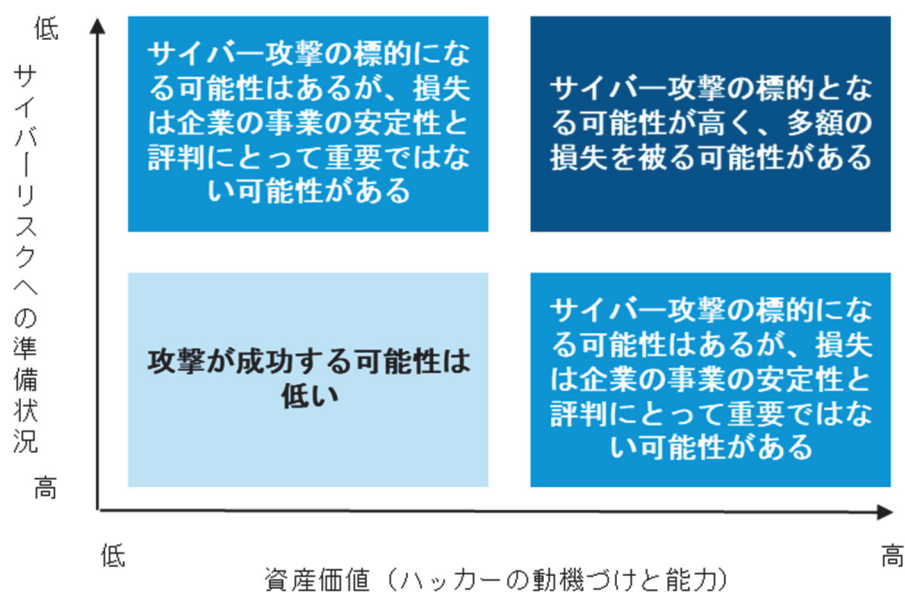 低
サイバーリスクへの準備状況
高
サイバー攻撃の標的にな
る可能性はあるが、損失
は企業の事業の安定性と
評判にとって重要ではな
い可能性がある
サイバー攻撃の標的とな
る可能性が高く、多額の
損失を被る可能性がある
攻撃が成功する可能性は
低い
サイバー攻撃の標的にな
る可能性はあるが、損失
は企業の事業の安定性と
評判にとって重要ではな
い可能性がある
低
高
資産価値（ハッカーの動機づけと能力）